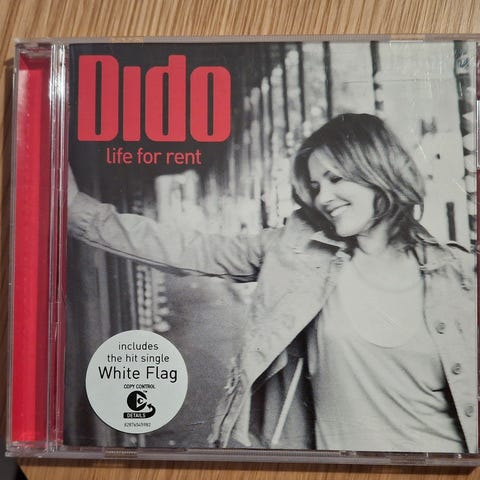 Dido
life for rent
includes
the hit single
White Flag
COPY CONTROL
DETAILS